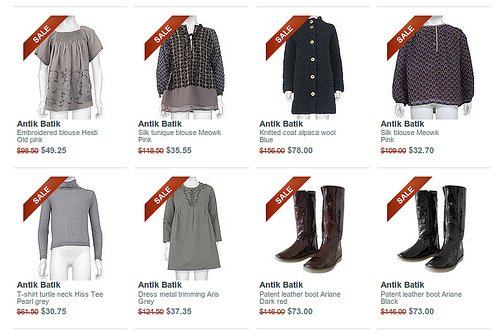 SALE
Antik Batik
Embroidered blouse Heidi
Old pink
$98.50 $49.25
SALE
Antik Batik
Silk tunique blouse Meowk
Pink
$118.50 $35.55
SALE
Antik Batik
Knitted coat alpaca wool
Blue
$156.00 $78.00
SALE
Antik Batik
Silk blouse Meowk
Pink
$109.00 $32.70
SALE
Antik Batik
T-shirt turtle neck Hiss Tee
Pearl grey
$61.50 $30.75
SALE
Antik Batik
Dress metal trimming Aris
Grey
$124.50 $37.35
SALE
Antik Batik
Patent leather boot Ariane
Dark red
$146.00 $73.00
SALE
Antik Batik
Patent leather boot Ariane
Black
$146.00 $73.00